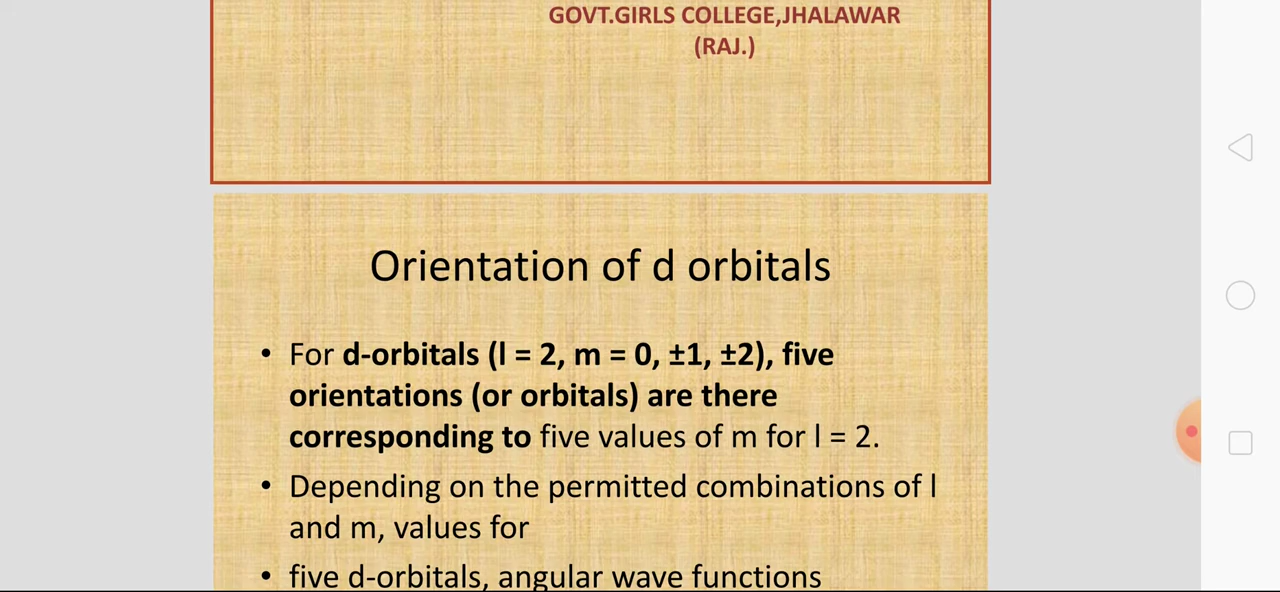 GOVT.GIRLS COLLEGE,JHALAWAR
(RAJ.)
Orientation of d orbitals
• For d-orbitals (l = 2, m = 0, ±1, ±2), five
orientations (or orbitals) are there
corresponding to five values of m for l = 2.
• Depending on the permitted combinations of l
and m, values for
• five d-orbitals, angular wave functions